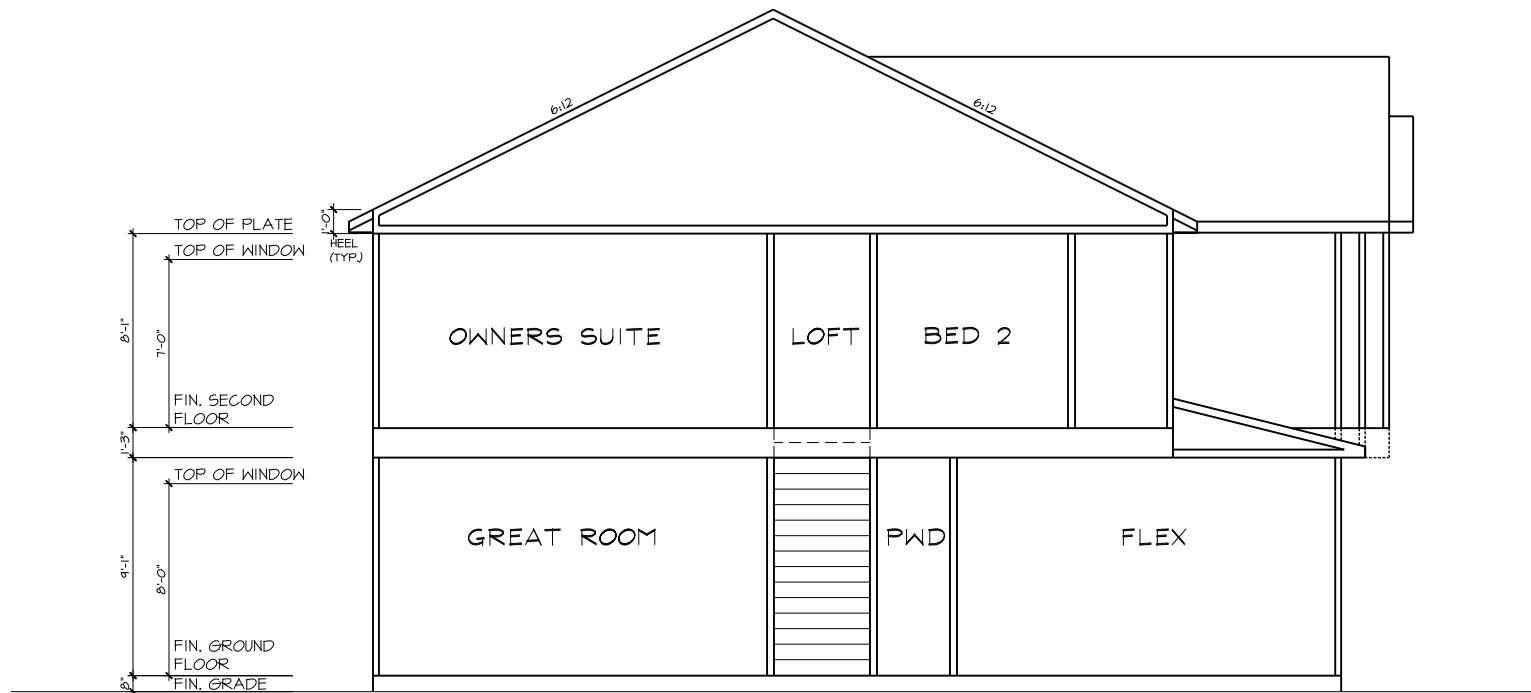 6:12
6:12
TOP OF PLATE
1'-0"
HEEL
(TYP.)
TOP OF WINDOW
8'-1"
7'-0"
OWNERS SUITE
LOFT
BED 2
FIN. SECOND
FLOOR
1'-3"
TOP OF WINDOW
GREAT ROOM
PWD
FLEX
9'-1"
8'-0"
FIN. GROUND
FLOOR
8"
FIN. GRADE